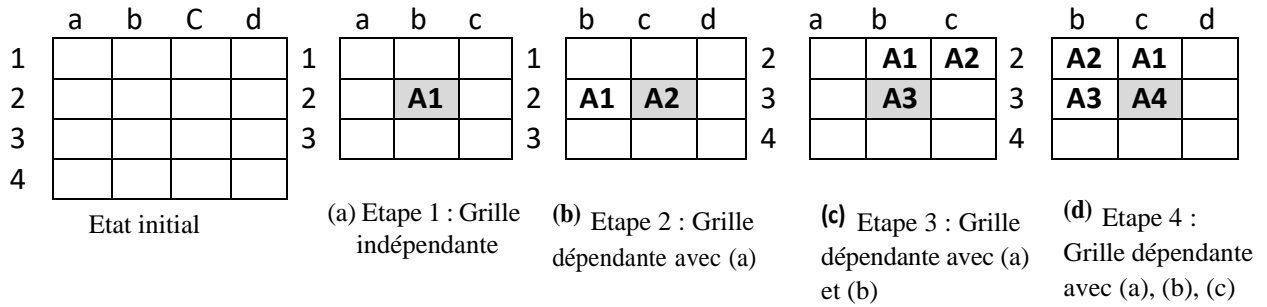 a b C d a b c b c d a b c b c d
1 1 1 2 A1 A2 2 A2 A1
2 2 A1 2 A1 A2 3 A3 3 A3 A4
3 3 3 4 4
4
Etat initial
(a) Etape 1 : Grille
indépendante
(b) Etape 2 : Grille
dépendante avec (a)
(c) Etape 3 : Grille
dépendante avec (a)
et (b)
(d) Etape 4 :
Grille dépendante
avec (a), (b), (c)